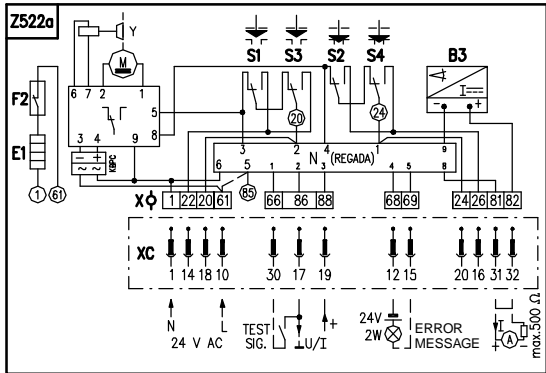 Z522a
S1 S3 S2 S4 B3
Y
M
6 7 2 1
5
8
3 4 9
F2
E1
1 61
- +
~ ~
KBPC
20
24
I
- +
3 2 4 1 9
N (REGADA)
6 5 1 2 3 4 5 8
85
X 1 22 20 61 66 86 88 68 69 24 26 81 82
XC
1 14 18 10 30 17 19 12 15 20 16 31 32
N L
24 V AC
TEST
SIG.
U/I
+
24V
2W
ERROR
MESSAGE
I
A
- +
max.500 Ω